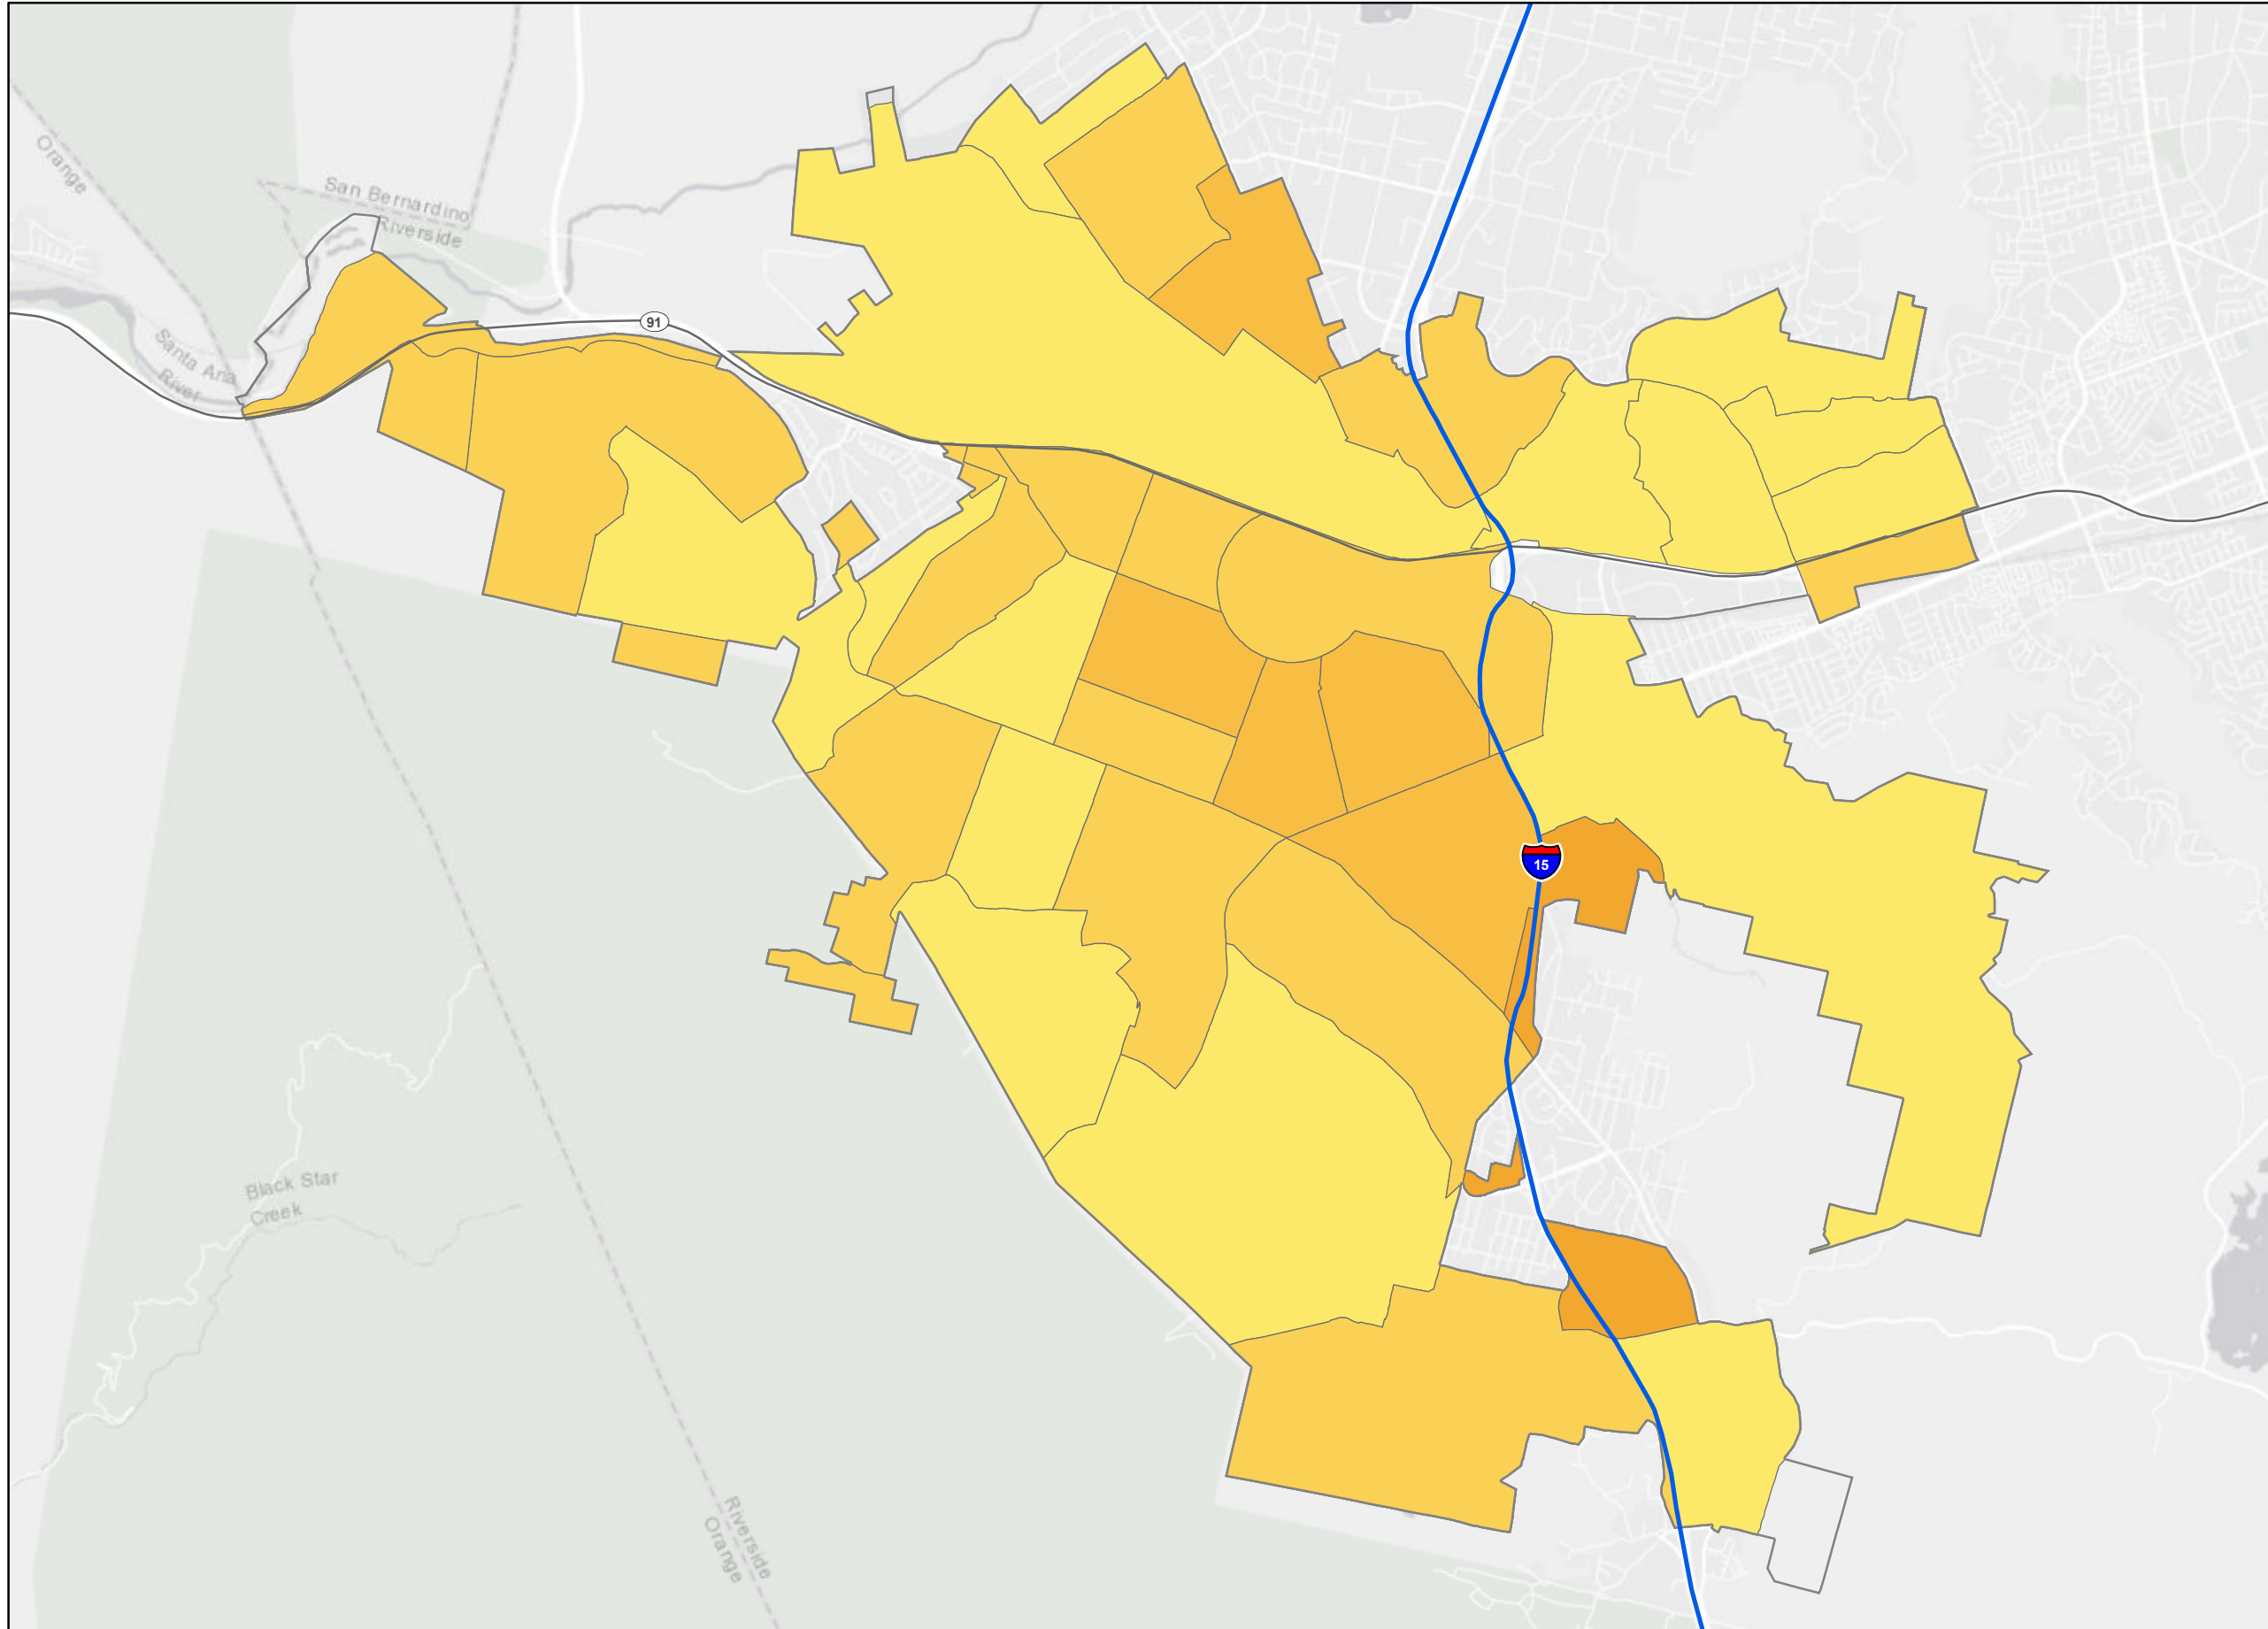 Orange
San Bernardino
Riverside
91
Santa Ana
River
15
Black Star
Creek
Riverside
Orange